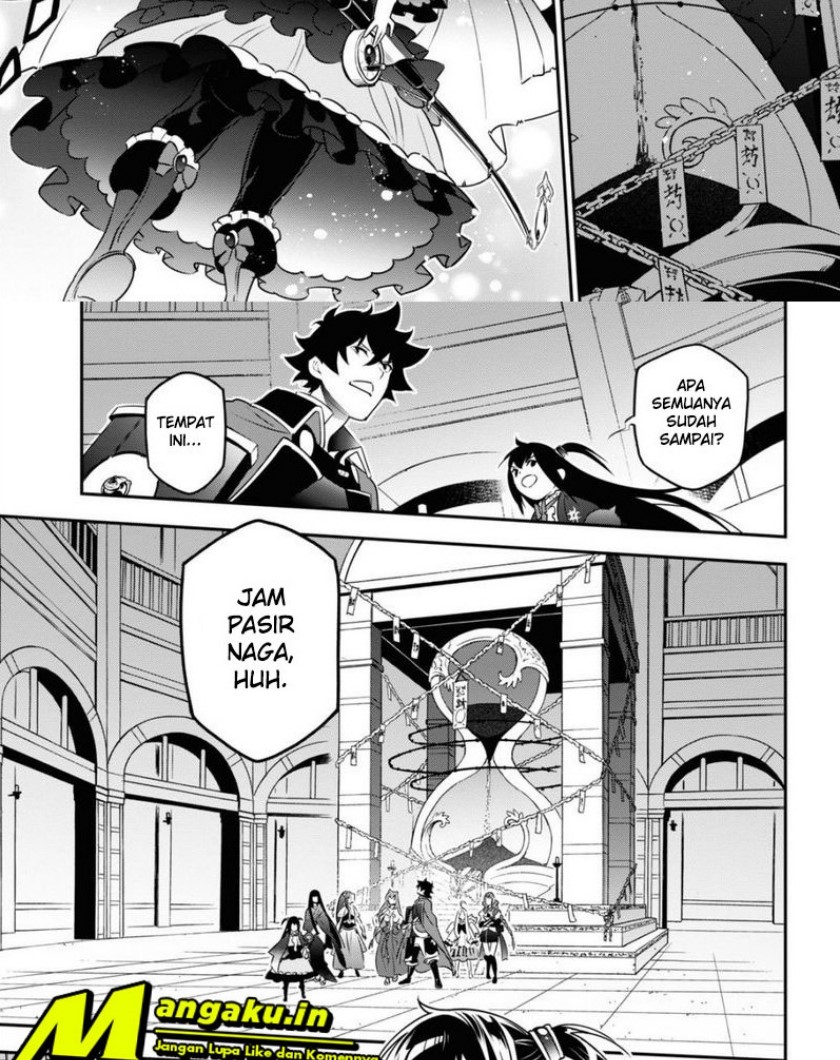 TEMPAT
INI...
APA
SEMUANYA
SUDAH
SAMPAI?
JAM
PASIR
NAGA,
HUH.
Mangaku.in
Jangan Lupa Like dan Komennya